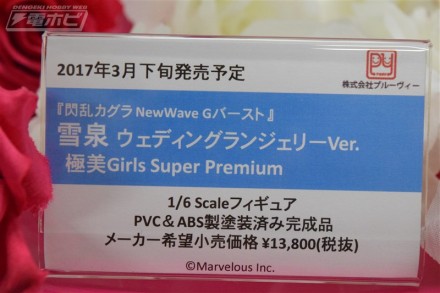 DENGEKI HOBBY WEB
電ホビ
2017年3月下旬発売予定
株式会社プルーヴィー
『閃乱カグラ NewWave Gバースト』
雪泉 ウェディングランジェリーVer.
極美Girls Super Premium
1/6 Scaleフィギュア
PVC&ABS製塗装済み完成品
メーカー希望小売価格 ¥13,800(税抜)
©Marvelous Inc.